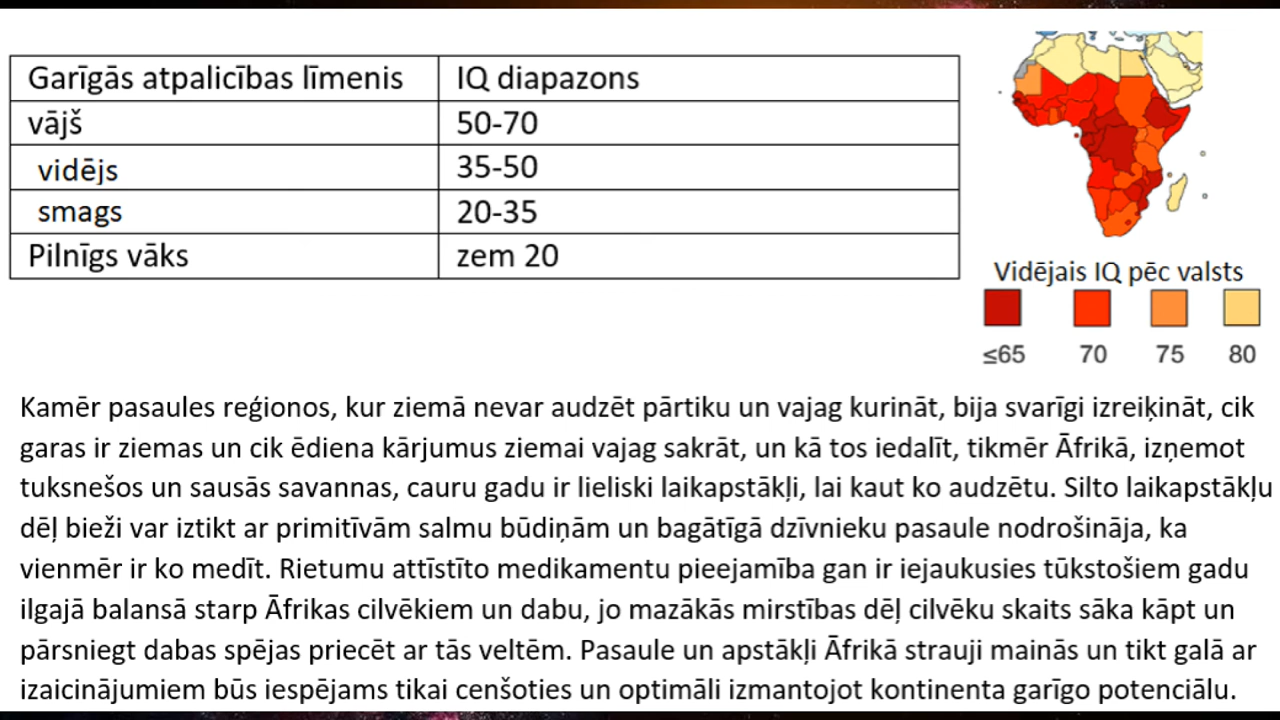 Garīgās atpalicības līmenis IQ diapazons
vājš 50-70
vidējs 35-50
smags 20-35
Pilnīgs vāks zem 20
Vidējais IQ pēc valsts
≤65 70 75 80
Kamēr pasaules reģionos, kur ziemā nevar audzēt pārtiku un vajag kurināt, bija svarīgi izreiķināt, cik
garas ir ziemas un cik ēdiena kārjumus ziemai vajag sakrāt, un kā tos iedalīt, tikmēr Āfrikā, izņemot
tuksnešos un sausās savannas, cauru gadu ir lieliski laikapstākļi, lai kaut ko audzētu. Silto laikapstākļu
dēļ bieži var iztikt ar primitīvām salmu būdiņām un bagātīgā dzīvnieku pasaule nodrošināja, ka
vienmēr ir ko medīt. Rietumu attīstīto medikamentu pieejamība gan ir iejaukusies tūkstošiem gadu
ilgajā balansā starp Āfrikas cilvēkiem un dabu, jo mazākās mirstības dēļ cilvēku skaits sāka kāpt un
pārsniegt dabas spējas priecēt ar tās veltēm. Pasaule un apstākļi Āfrikā strauji mainās un tikt galā ar
izaicinājumiem būs iespējams tikai cenšoties un optimāli izmantojot kontinenta garīgo potenciālu.